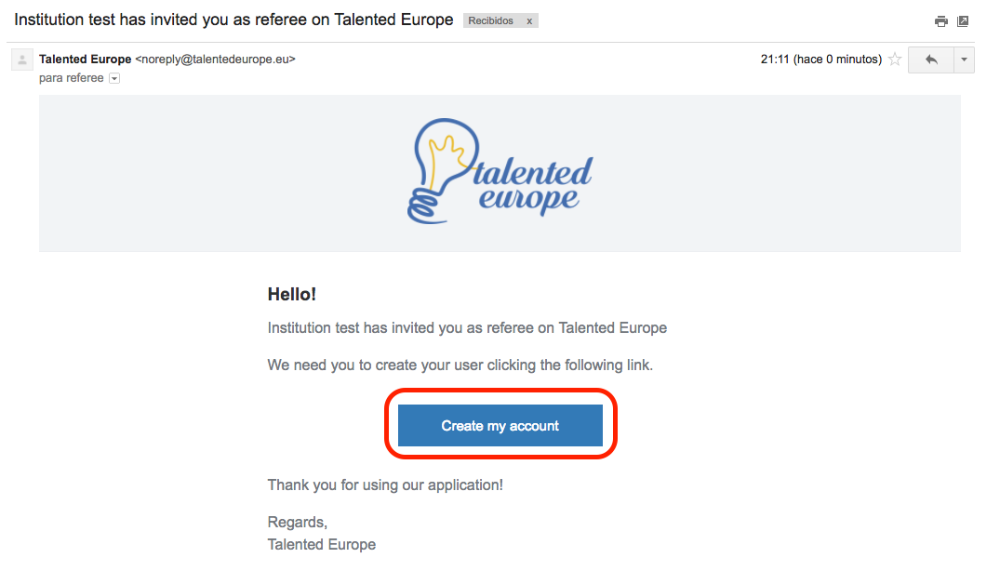 Institution test has invited you as referee on Talented Europe Recibidos x
Talented Europe <noreply@talentedeurope.eu> 21:11 (hace 0 minutos)
para referee
talented
europe
Hello!
Institution test has invited you as referee on Talented Europe
We need you to create your user clicking the following link.
Create my account
Thank you for using our application!
Regards,
Talented Europe